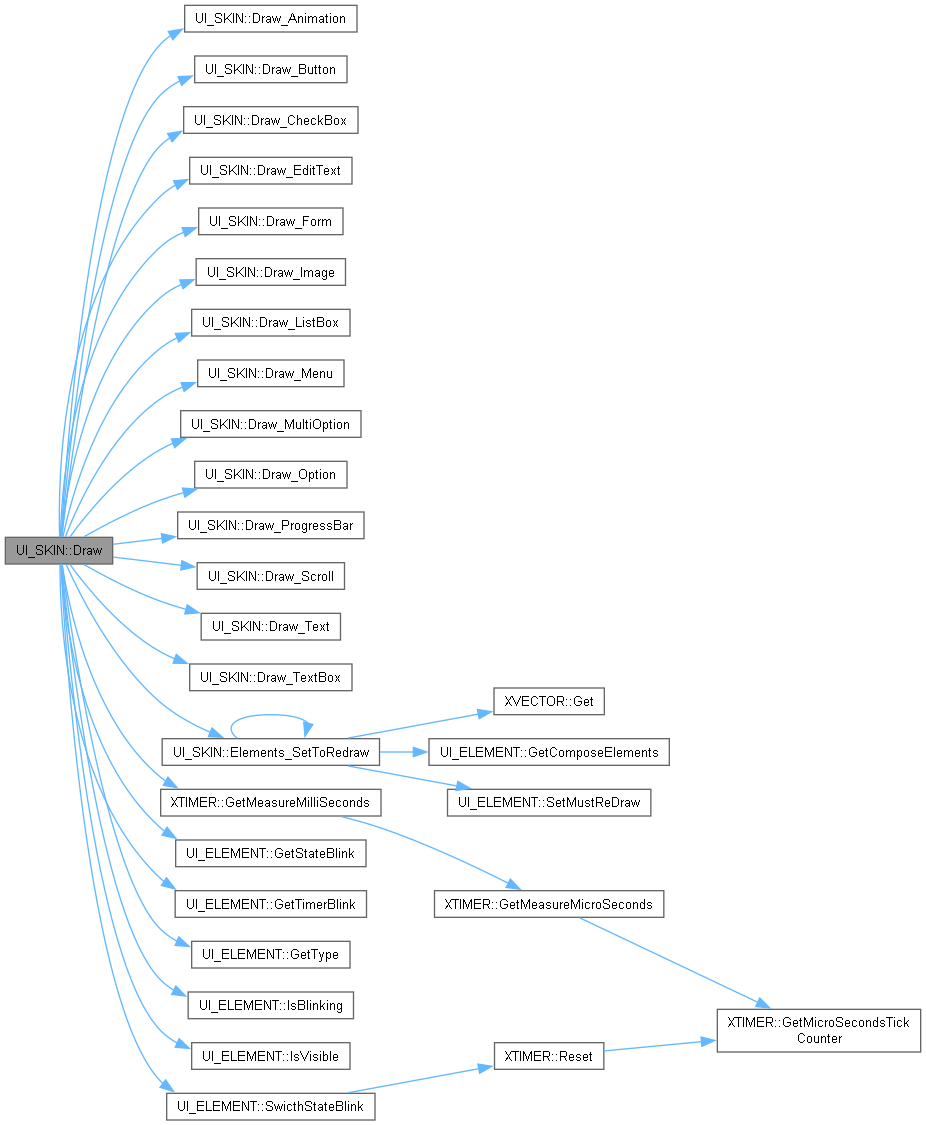 UI_SKIN::Draw_Animation
UI_SKIN::Draw_Button
UI_SKIN::Draw_CheckBox
UI_SKIN::Draw_EditText
UI_SKIN::Draw_Form
UI_SKIN::Draw_Image
UI_SKIN::Draw_ListBox
UI_SKIN::Draw_Menu
UI_SKIN::Draw_MultiOption
UI_SKIN::Draw_Option
UI_SKIN::Draw_ProgressBar
UI_SKIN::Draw
UI_SKIN::Draw_Scroll
UI_SKIN::Draw_Text
UI_SKIN::Draw_TextBox
XVECTOR::Get
UI_SKIN::Elements_SetToRedraw
UI_ELEMENT::GetComposeElements
XTIMER::GetMeasureMilliSeconds
UI_ELEMENT::SetMustReDraw
UI_ELEMENT::GetStateBlink
UI_ELEMENT::GetTimerBlink
XTIMER::GetMeasureMicroSeconds
UI_ELEMENT::GetType
UI_ELEMENT::IsBlinking
XTIMER::GetMicroSecondsTick
Counter
UI_ELEMENT::IsVisible
XTIMER::Reset
UI_ELEMENT::SwicthStateBlink